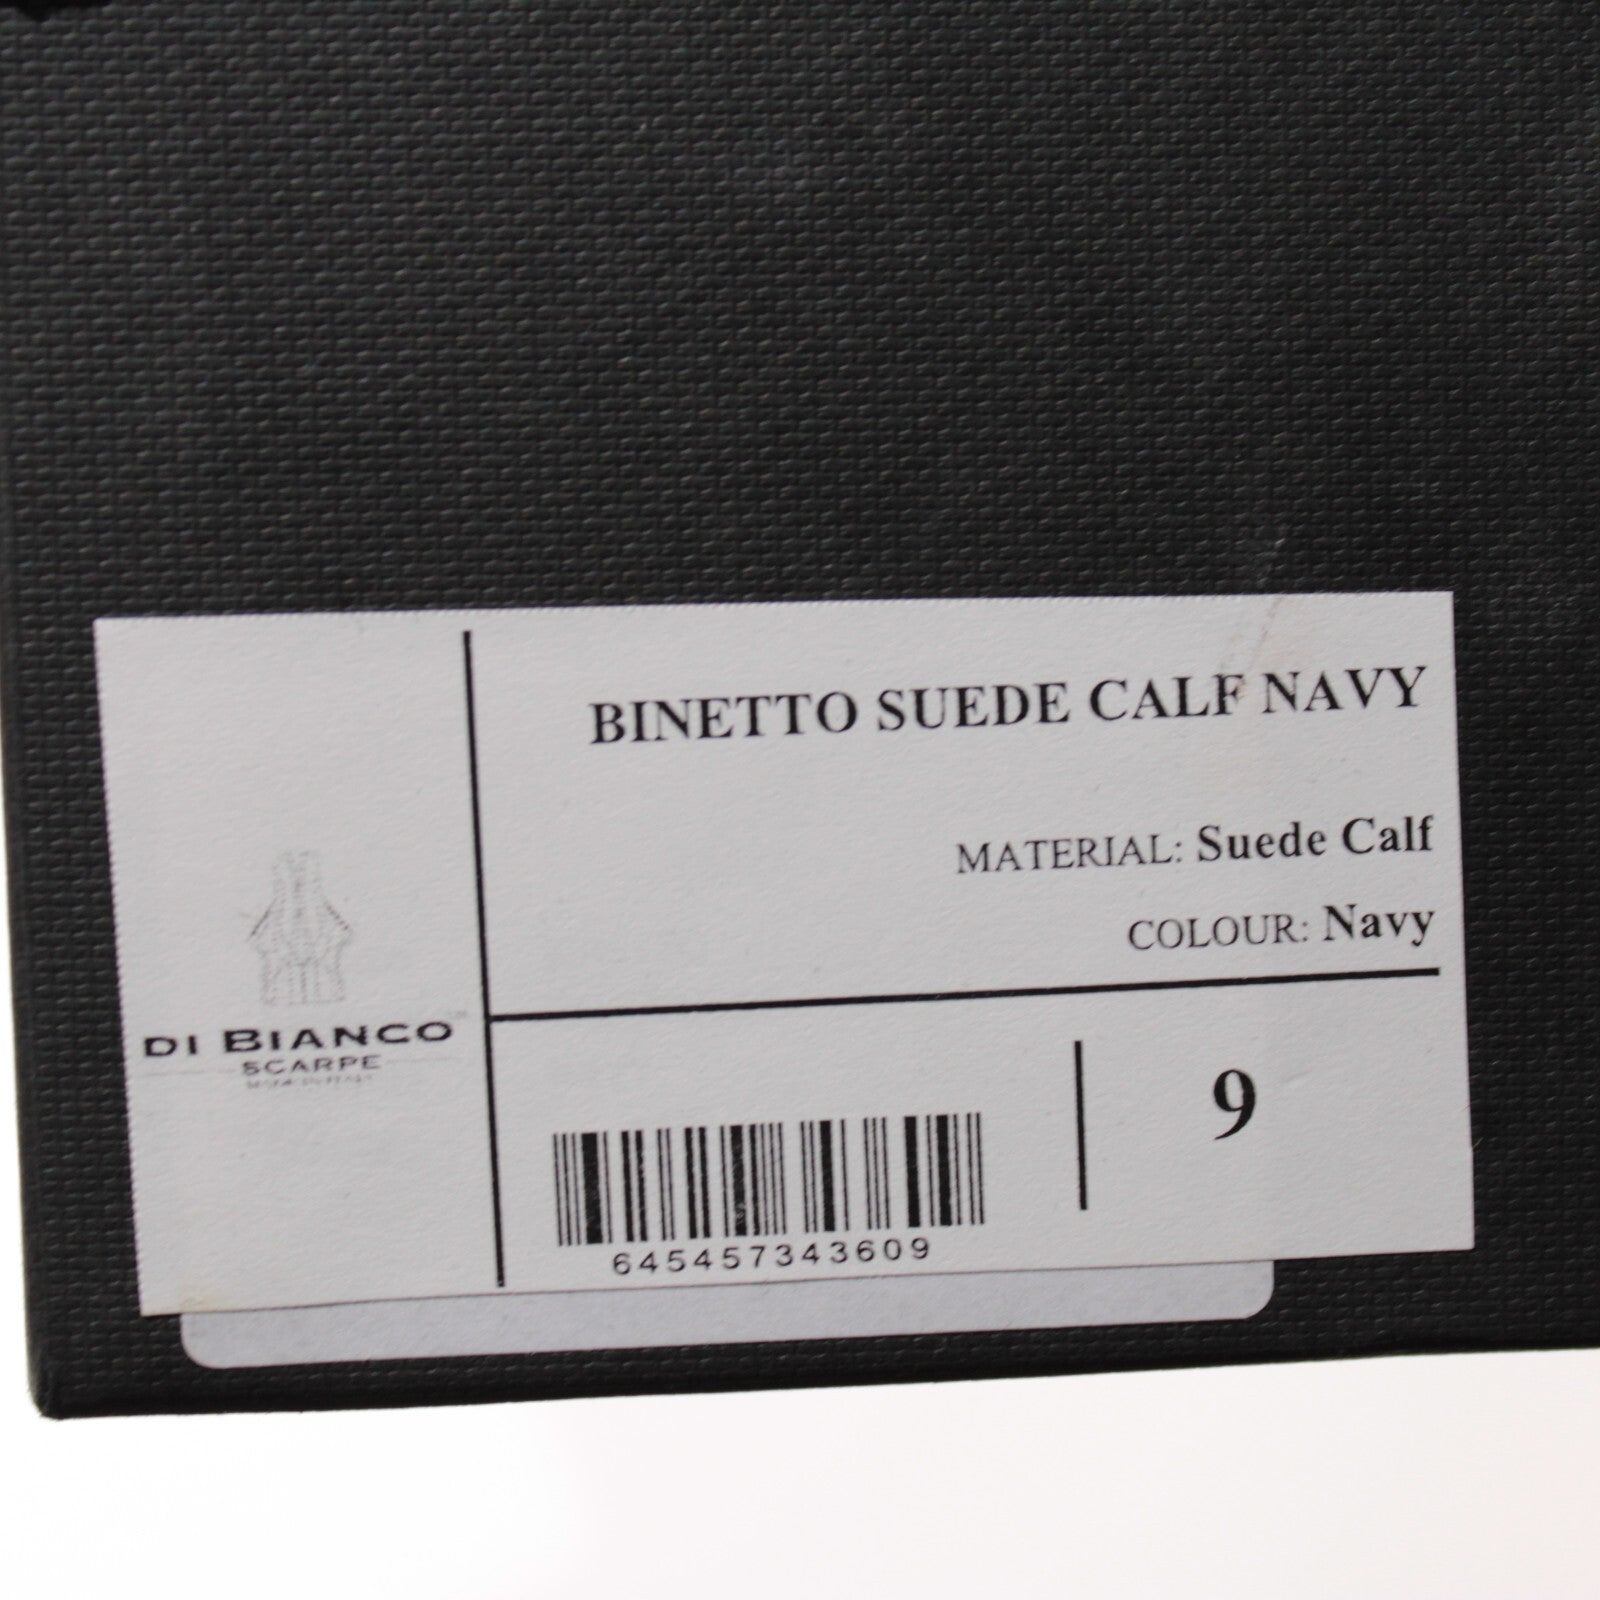 BINETTO SUEDE CALF NAVY
MATERIAL: Suede Calf
COLOUR: Navy
DI BIANCO
SCARPE
9
645457343609